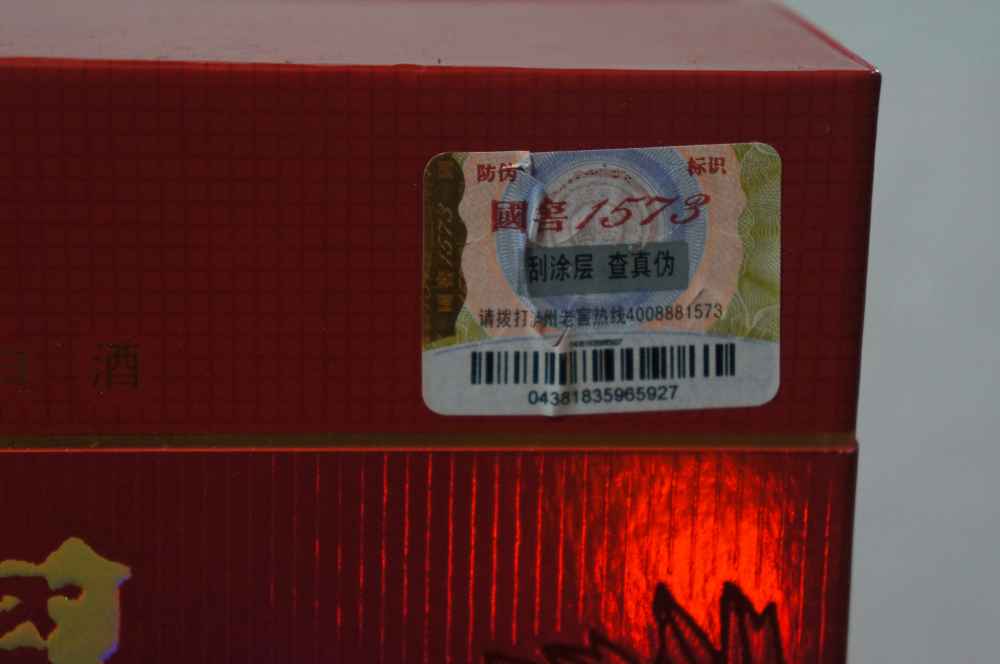 防伪 标识
國窖1573
刮涂层 查真伪
请拨打泸州老窖热线4008881573
04381835965927
酒